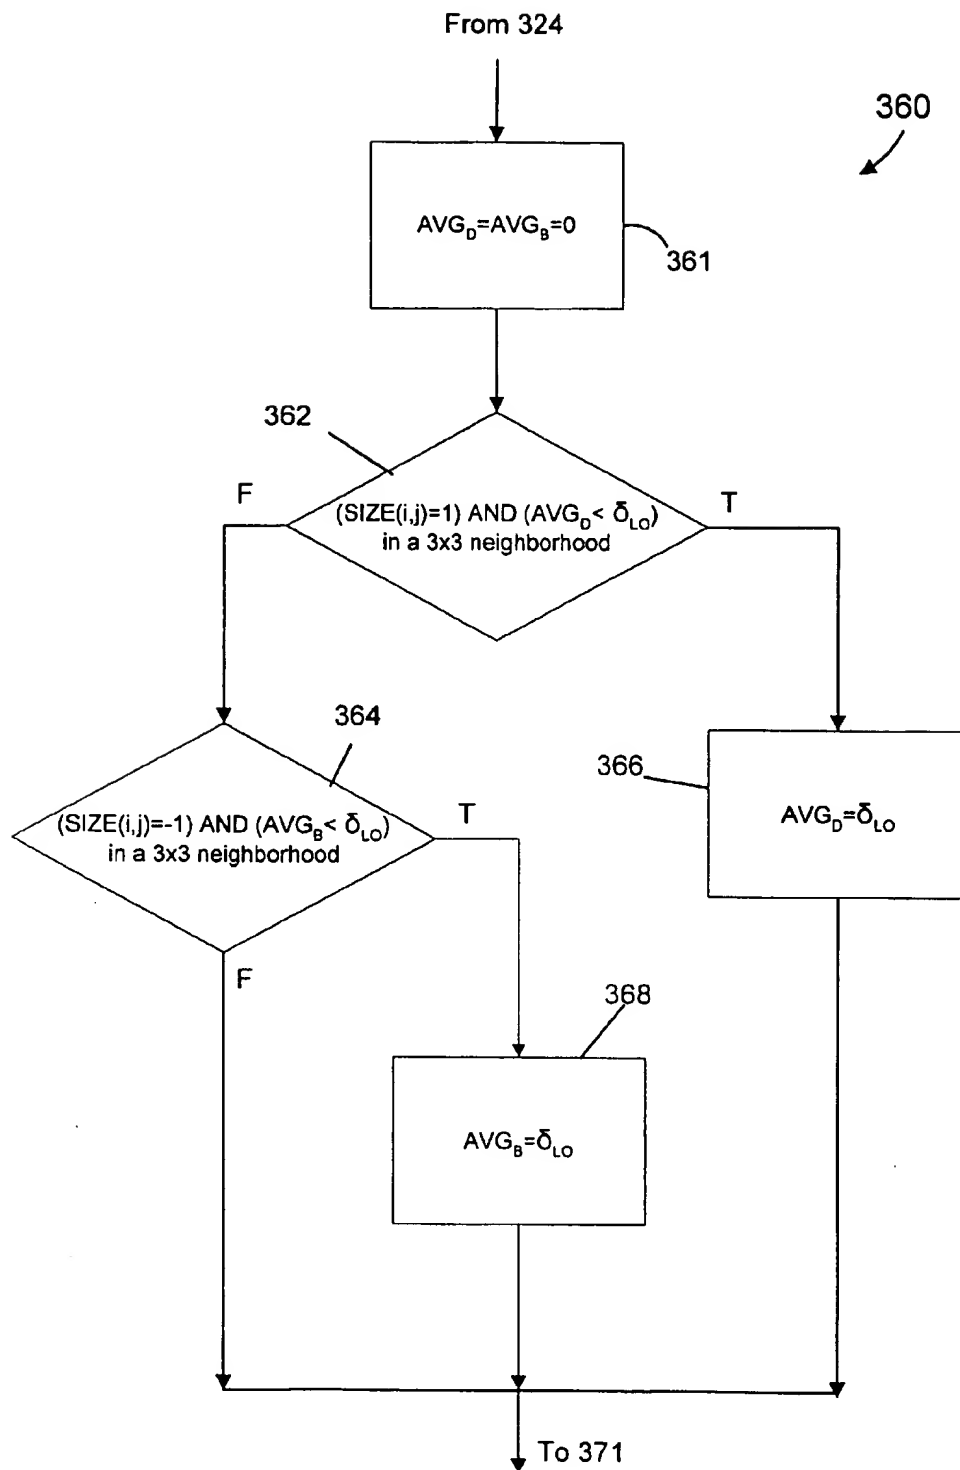 From 324
360
AVG_D=AVG_B=0
361
362
F
T
(SIZE(i,j)=1) AND (AVG_D< δ_LO)
in a 3x3 neighborhood
364
366
(SIZE(i,j)=-1) AND (AVG_B< δ_LO)
in a 3x3 neighborhood
T
AVG_D=δ_LO
F
368
AVG_B=δ_LO
To 371